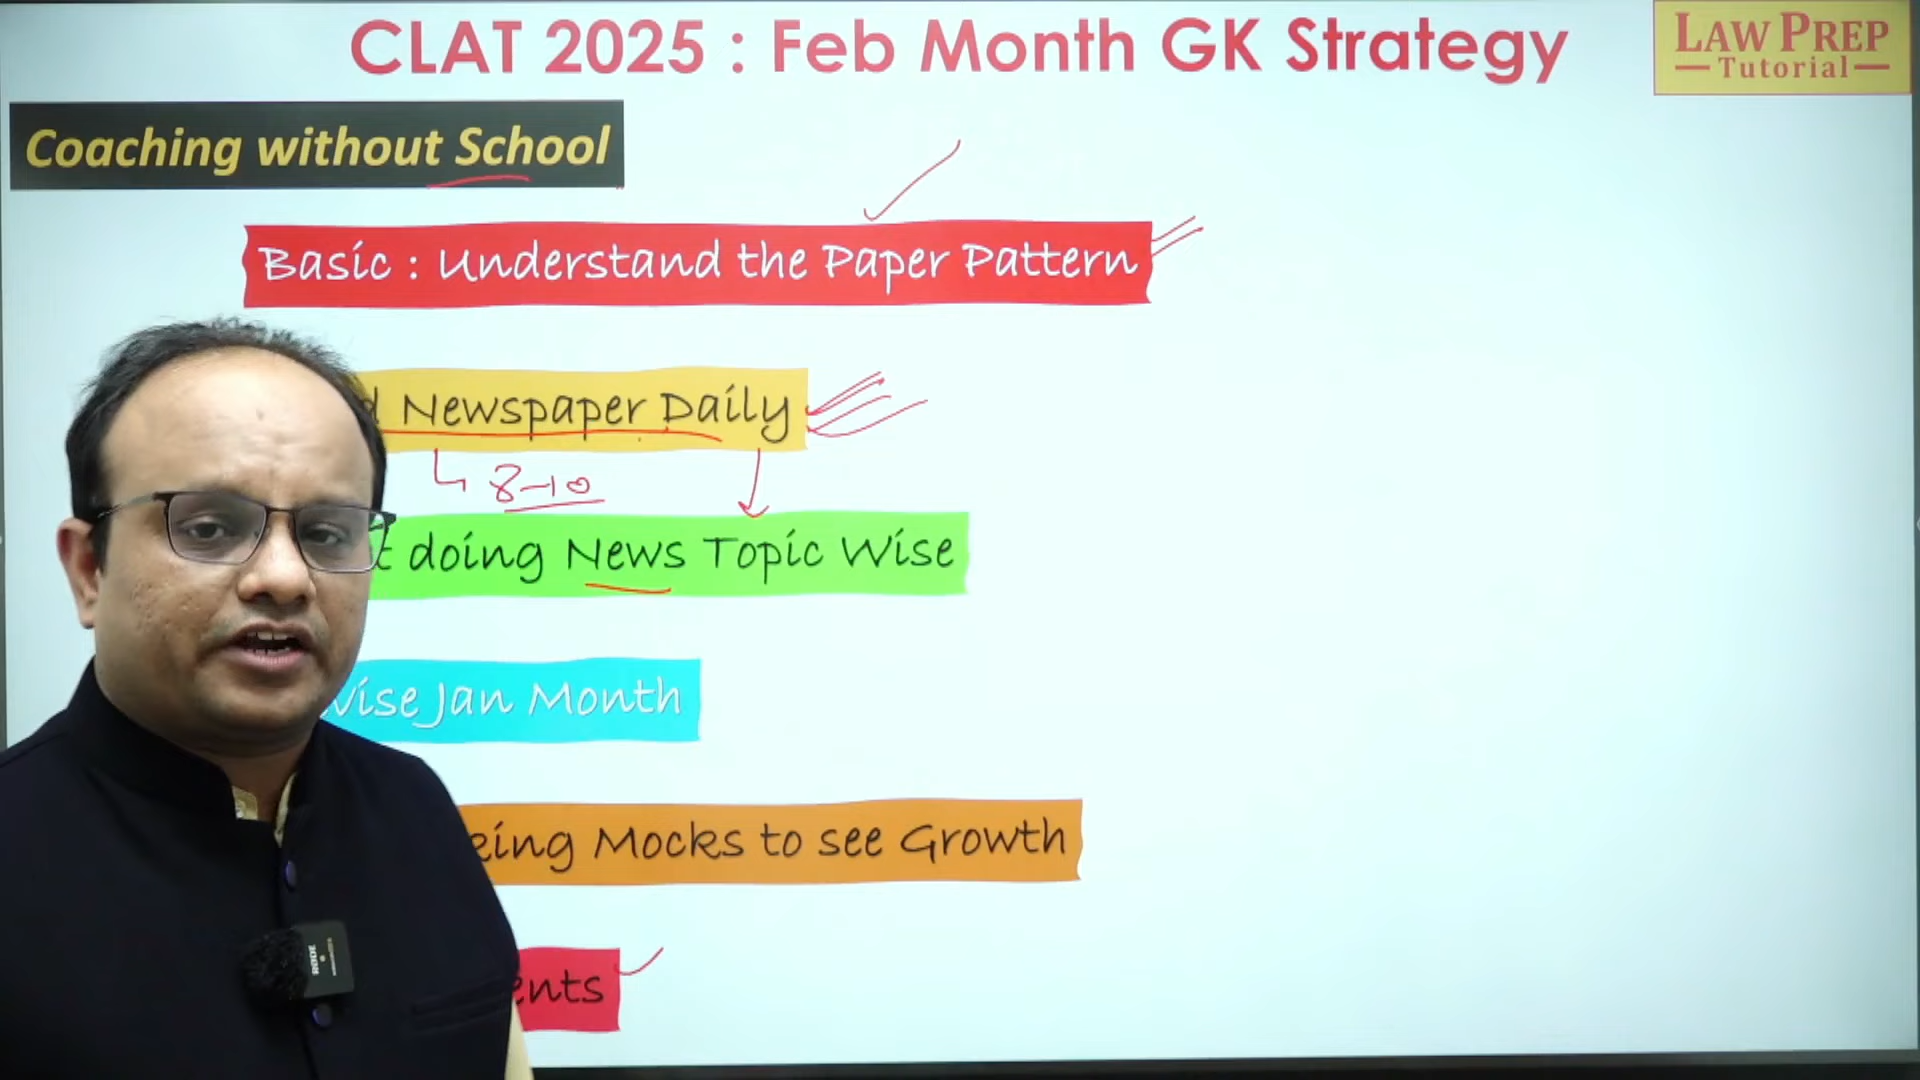 CLAT 2025 : Feb Month GK Strategy
LAW PREP
Tutorial
Coaching without School
Basic : Understand the Paper Pattern
Newspaper Daily
8-10
doing News Topic Wise
Jan Month
Mocks to see Growth
RODE